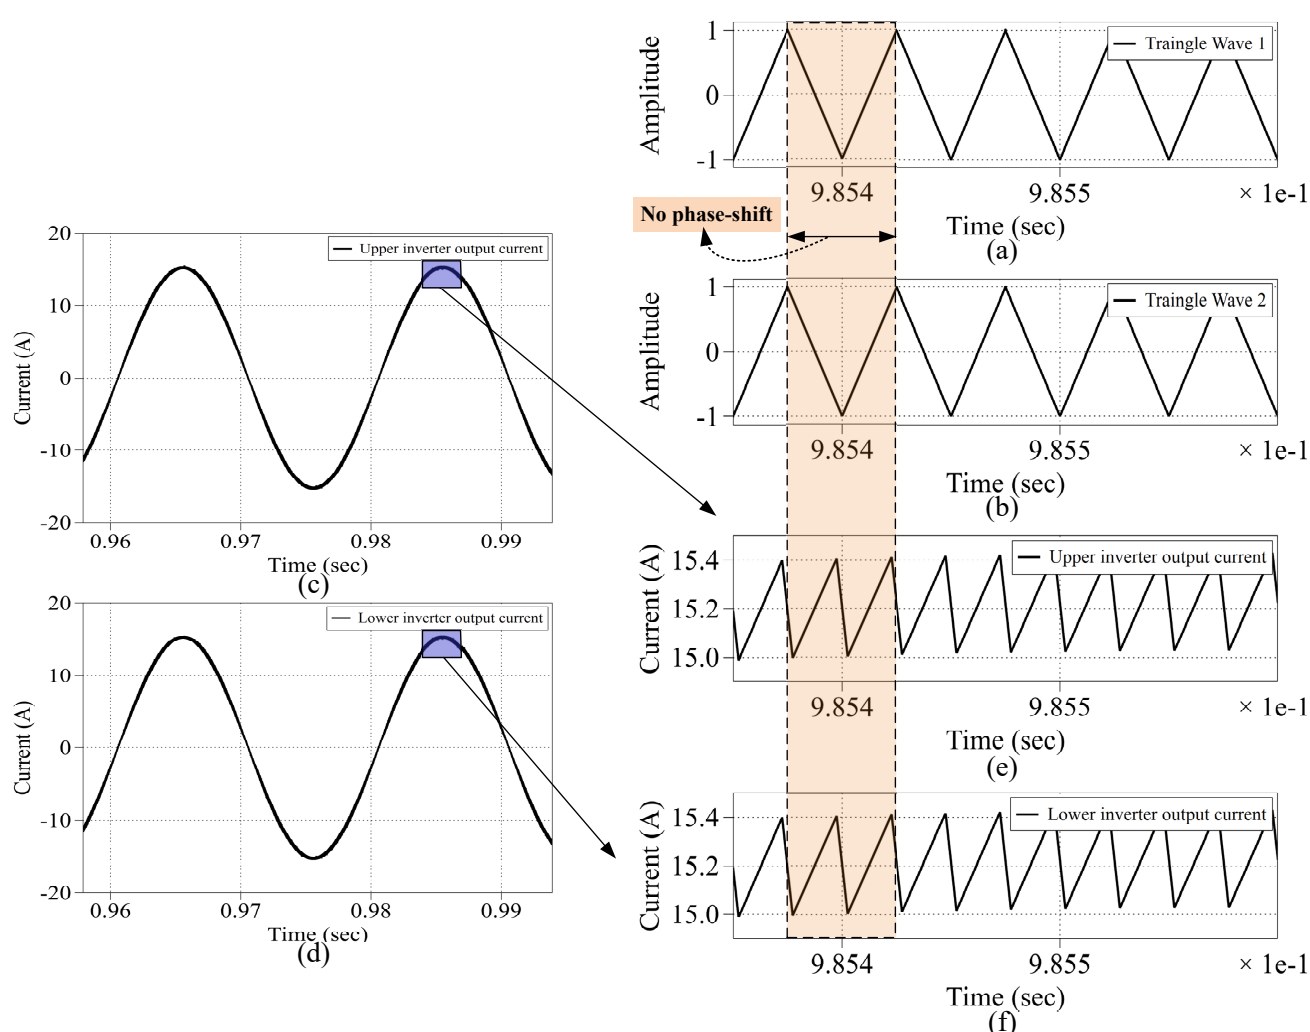 1
Amplitude
0
-1
Traingle Wave 1
9.854
9.855
× 1e-1
Time (sec)
(a)
No phase-shift
1
Amplitude
0
-1
Traingle Wave 2
9.854
9.855
× 1e-1
Time (sec)
(b)
20
10
0
-10
-20
Current (A)
Upper inverter output current
0.96
0.97
0.98
0.99
Time (sec)
(c)
20
10
0
-10
-20
Current (A)
Lower inverter output current
0.96
0.97
0.98
0.99
Time (sec)
(d)
Current (A)
15.4
15.2
15.0
Upper inverter output current
9.854
9.855
× 1e-1
Time (sec)
(e)
Current (A)
15.4
15.2
15.0
Lower inverter output current
9.854
9.855
× 1e-1
Time (sec)
(f)